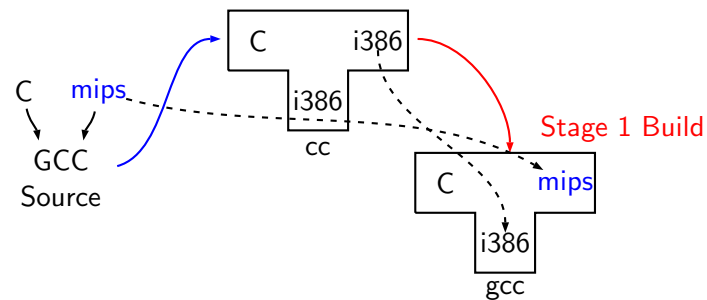 C i386
i386
cc
C mips
GCC
Source
Stage 1 Build
C mips
i386
gcc